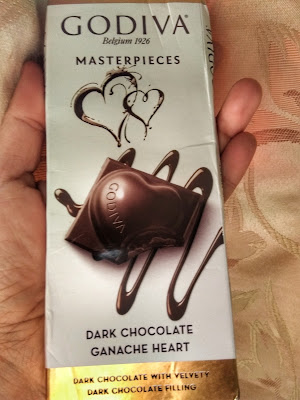 GODIVA
Belgium 1926
MASTERPIECES
GODIVA
DARK CHOCOLATE
GANACHE HEART
DARK CHOCOLATE WITH VELVETY
DARK CHOCOLATE FILLING